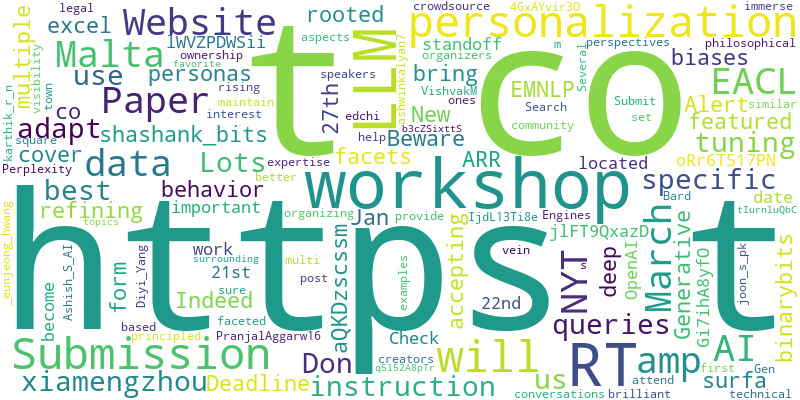 crowdsource
4GxAYvir3O
immerse
legal
multiple
excel
Website
rooted
personalization
aspects
favorite
ownership
visibility
town
Malta
lWVZPDWSii
standoff
organizers
perspectives
philosophical
m
t
co
LLM
ashwinkalyan7
biases
use
personas
bring
Several
karthik_r_n
Paper
27th
speakers
VishvakM
EMNLP
EACL
co
rising
maintain
interest
New
edchi
b3cZSixttS
ones
Search
Submit
similar
Alert
featured
adapt
shashank_bits
Beware
community
set
square
cover
data
Lots
help
facets
ARR
located
tuning
oRr6T517PN
Perplexity
expertise
better
workshop
specific
best
behavior
Bard
date
refining
important
Jan
organizing
provide
IjdL13Ti8e
Engines
tIurnluQbC
topics
jlFT9QxazD
https
t
_eunjeong_hwang
Ashish_S_AI
form
Diyi_Yang
work
surrounding
multi
vein
NYT
s
deep
March
OpenAI
Generative
Gi7ihA8yfO
joon_s_pk
binarybits
21st
sure
post
aQKDzscssm
examples
accepting
22nd
become
Indeed
faceted
based
principled
PranjalAggarw16
Check
queries
AI
Submission
Don
creators
q5152A8pTr
will
RT
amp
first
Gen
xiamengzhou
Deadline
instruction
us
attend
surfa
conversations
brilliant
technical